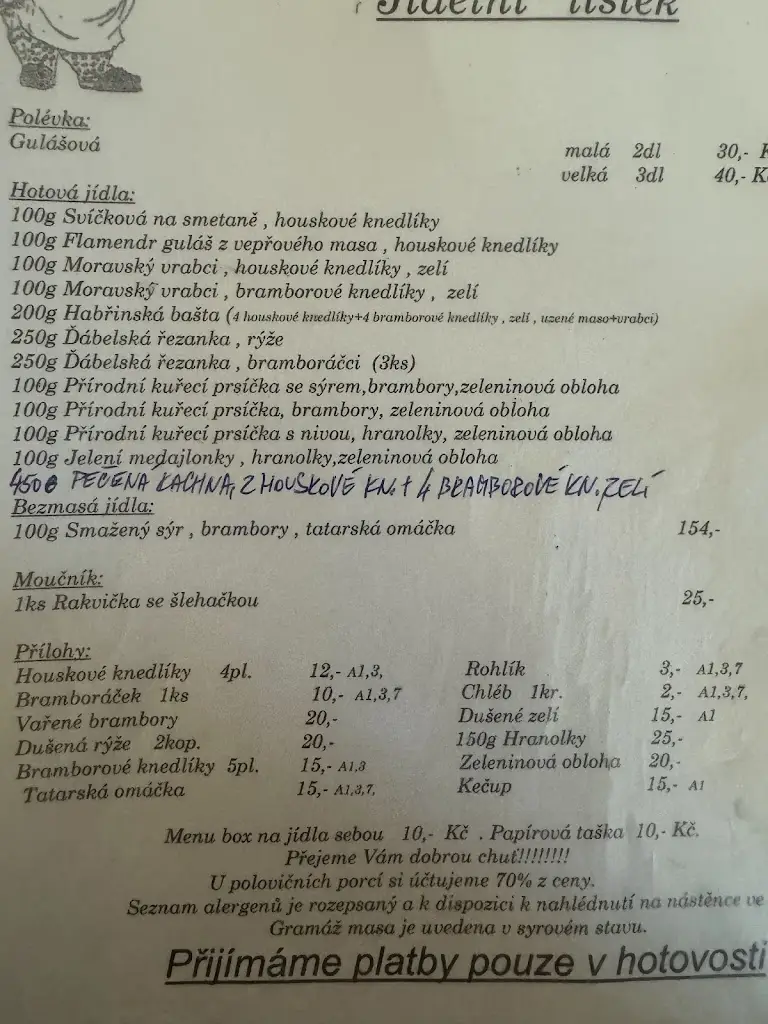 Jídelní lístek
Polévka:
Gulášová
malá 2dl 30,- K
velká 3dl 40,- K
Hotová jídla:
100g Svíčková na smetaně , houskové knedlíky
100g Flamendr guláš z vepřového masa , houskové knedlíky
100g Moravský vrabci , houskové knedlíky , zelí
100g Moravský vrabci , bramborové knedlíky , zelí
200g Habřinská bašta (4 houskové knedlíky+4 bramborové knedlíky , zelí , uzené maso+vrabci)
250g Ďábelská řezanka , rýže
250g Ďábelská řezanka , bramboráčci (3ks)
100g Přírodní kuřecí prsíčka se sýrem,brambory,zeleninová obloha
100g Přírodní kuřecí prsíčka, brambory, zeleninová obloha
100g Přírodní kuřecí prsíčka s nivou, hranolky, zeleninová obloha
100g Jelení medajlonky , hranolky,zeleninová obloha
450G PEČENÁ KACHNA, 2 HOUSKOVÉ KN. + 4 BRAMBOROVÉ KN. ZELÍ
Bezmasá jídla:
100g Smažený sýr , brambory , tatarská omáčka 154,-
Moučník:
1ks Rakvička se šlehačkou 25,-
Přílohy:
Houskové knedlíky 4pl. 12,- A1,3, Rohlík 3,- A1,3,7
Bramboráček 1ks 10,- A1,3,7 Chléb 1kr. 2,- A1,3,7,
Vařené brambory 20,- Dušené zelí 15,- A1
Dušená rýže 2kop. 20,- 150g Hranolky 25,-
Bramborové knedlíky 5pl. 15,- A1,3 Zeleninová obloha 20,-
Tatarská omáčka 15,- A1,3,7, Kečup 15,- A1
Menu box na jídla sebou 10,- Kč . Papírová taška 10,- Kč.
Přejeme Vám dobrou chuť!!!!!!!!
U polovičních porcí si účtujeme 70% z ceny.
Seznam alergenů je rozepsaný a k dispozici k nahlédnutí na nástěnce ve
Gramáž masa je uvedena v syrovém stavu.
Přijímáme platby pouze v hotovosti